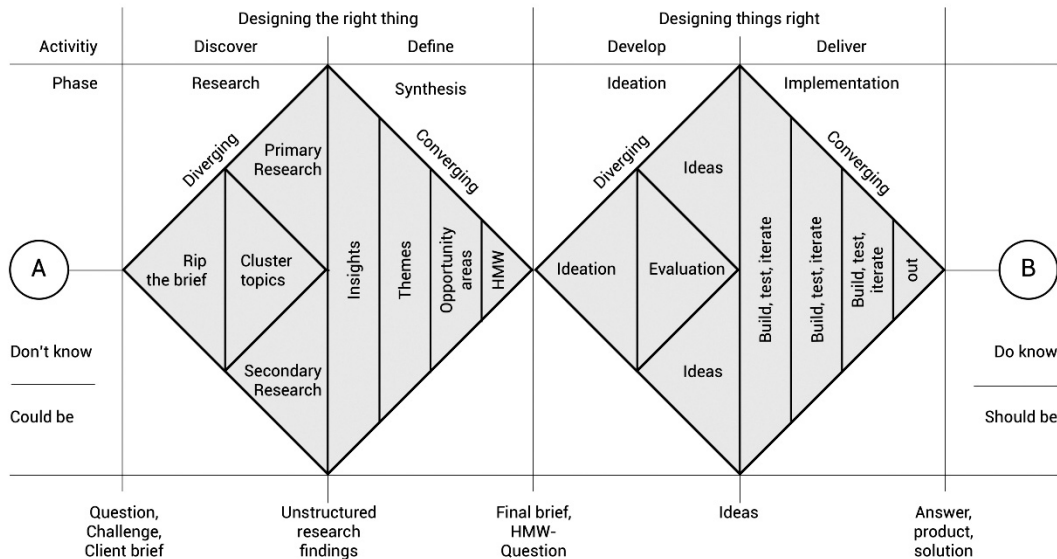 Designing the right thing
Designing things right
Activitiy
Discover
Define
Develop
Deliver
Phase
Research
Synthesis
Ideation
Implementation
Diverging
Converging
Diverging
Converging
Primary
Research
Rip
the brief
Cluster
topics
Secondary
Research
Insights
Themes
Opportunity
areas
HMW
Ideas
Ideation
Evaluation
Ideas
Build, test, iterate
Build, test, iterate
Build, test,
iterate
out
A
B
Don't know
Could be
Do know
Should be
Question,
Challenge,
Client brief
Unstructured
research
findings
Final brief,
HMW-
Question
Ideas
Answer,
product,
solution